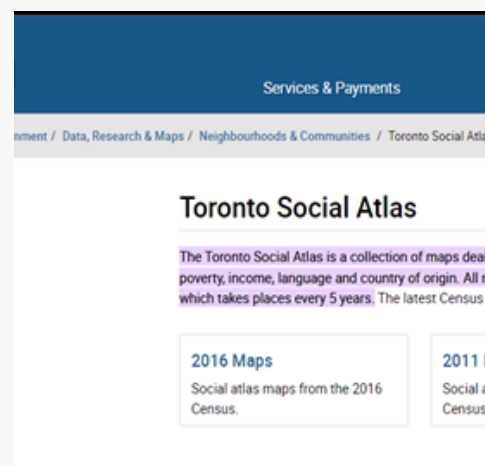 Services & Payments
nment / Data, Research & Maps / Neighbourhoods & Communities / Toronto Social Atla
Toronto Social Atlas
The Toronto Social Atlas is a collection of maps deal
poverty, income, language and country of origin. All
which takes places every 5 years. The latest Census
2016 Maps
Social atlas maps from the 2016
Census.
2011
Social
Census